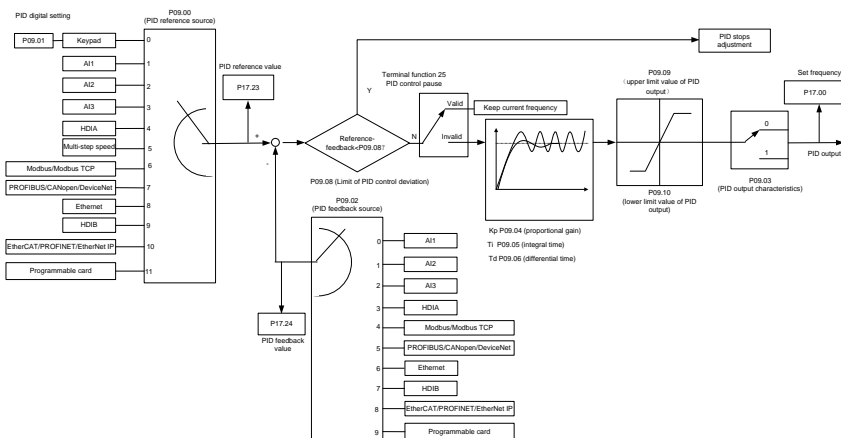 PID digital setting
P09.00
(PID reference source)
P09.01
Keypad
0
AI1
1
AI2
2
AI3
3
HDIA
4
Multi-step speed
5
Modbus/Modbus TCP
6
PROFIBUS/CANopen/DeviceNet
7
Ethernet
8
HDIB
9
EtherCAT/PROFINET/EtherNet IP
10
Programmable card
11
PID reference value
P17.23
+
-
P17.24
PID feedback
value
Reference-
feedback<P09.08?
Y
N
P09.08 (Limit of PID control deviation)
PID stops
adjustment
Terminal function 25
PID control pause
Valid
Invalid
Keep current frequency
Kp P09.04 (proportional gain)
Ti P09.05 (integral time)
Td P09.06 (differential time)
P09.09
(upper limit value of PID
output)
P09.10
(lower limit value of PID
output)
0
1
P09.03
(PID output characteristics)
Set frequency
P17.00
PID output
P09.02
(PID feedback source)
0
AI1
1
AI2
2
AI3
3
HDIA
4
Modbus/Modbus TCP
5
PROFIBUS/CANopen/DeviceNet
6
Ethernet
7
HDIB
8
EtherCAT/PROFINET/EtherNet IP
9
Programmable card